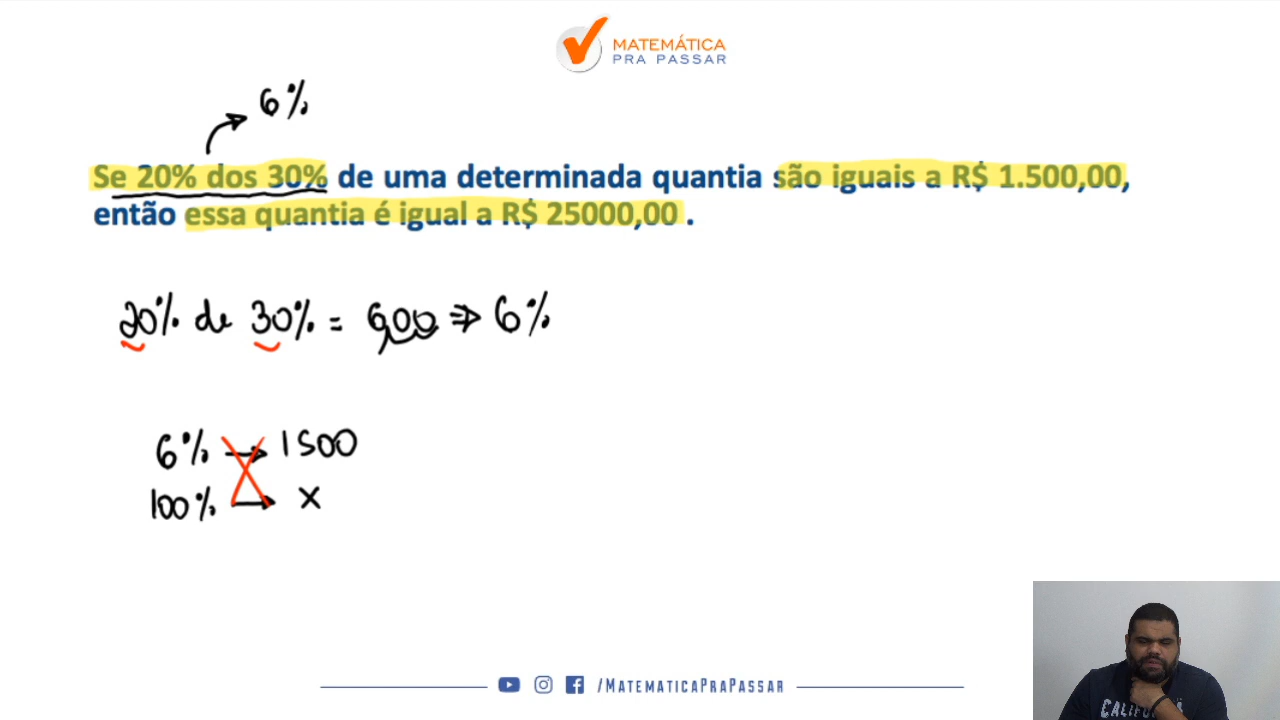 MATEMÁTICA
PRA PASSAR
6%
Se 20% dos 30% de uma determinada quantia são iguais a R$ 1.500,00,
então essa quantia é igual a R$ 25000,00 .
20% de 30% = 600 ⇒ 6%
6% → 1500
100% → x
/MATEMATICAPRAPASSAR
CALIFORNIA